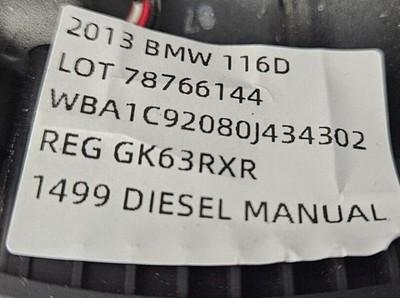 2013 BMW 116D
LOT 78766144
WBA1C92080J434302
REG GK63RXR
1499 DIESEL MANUAL